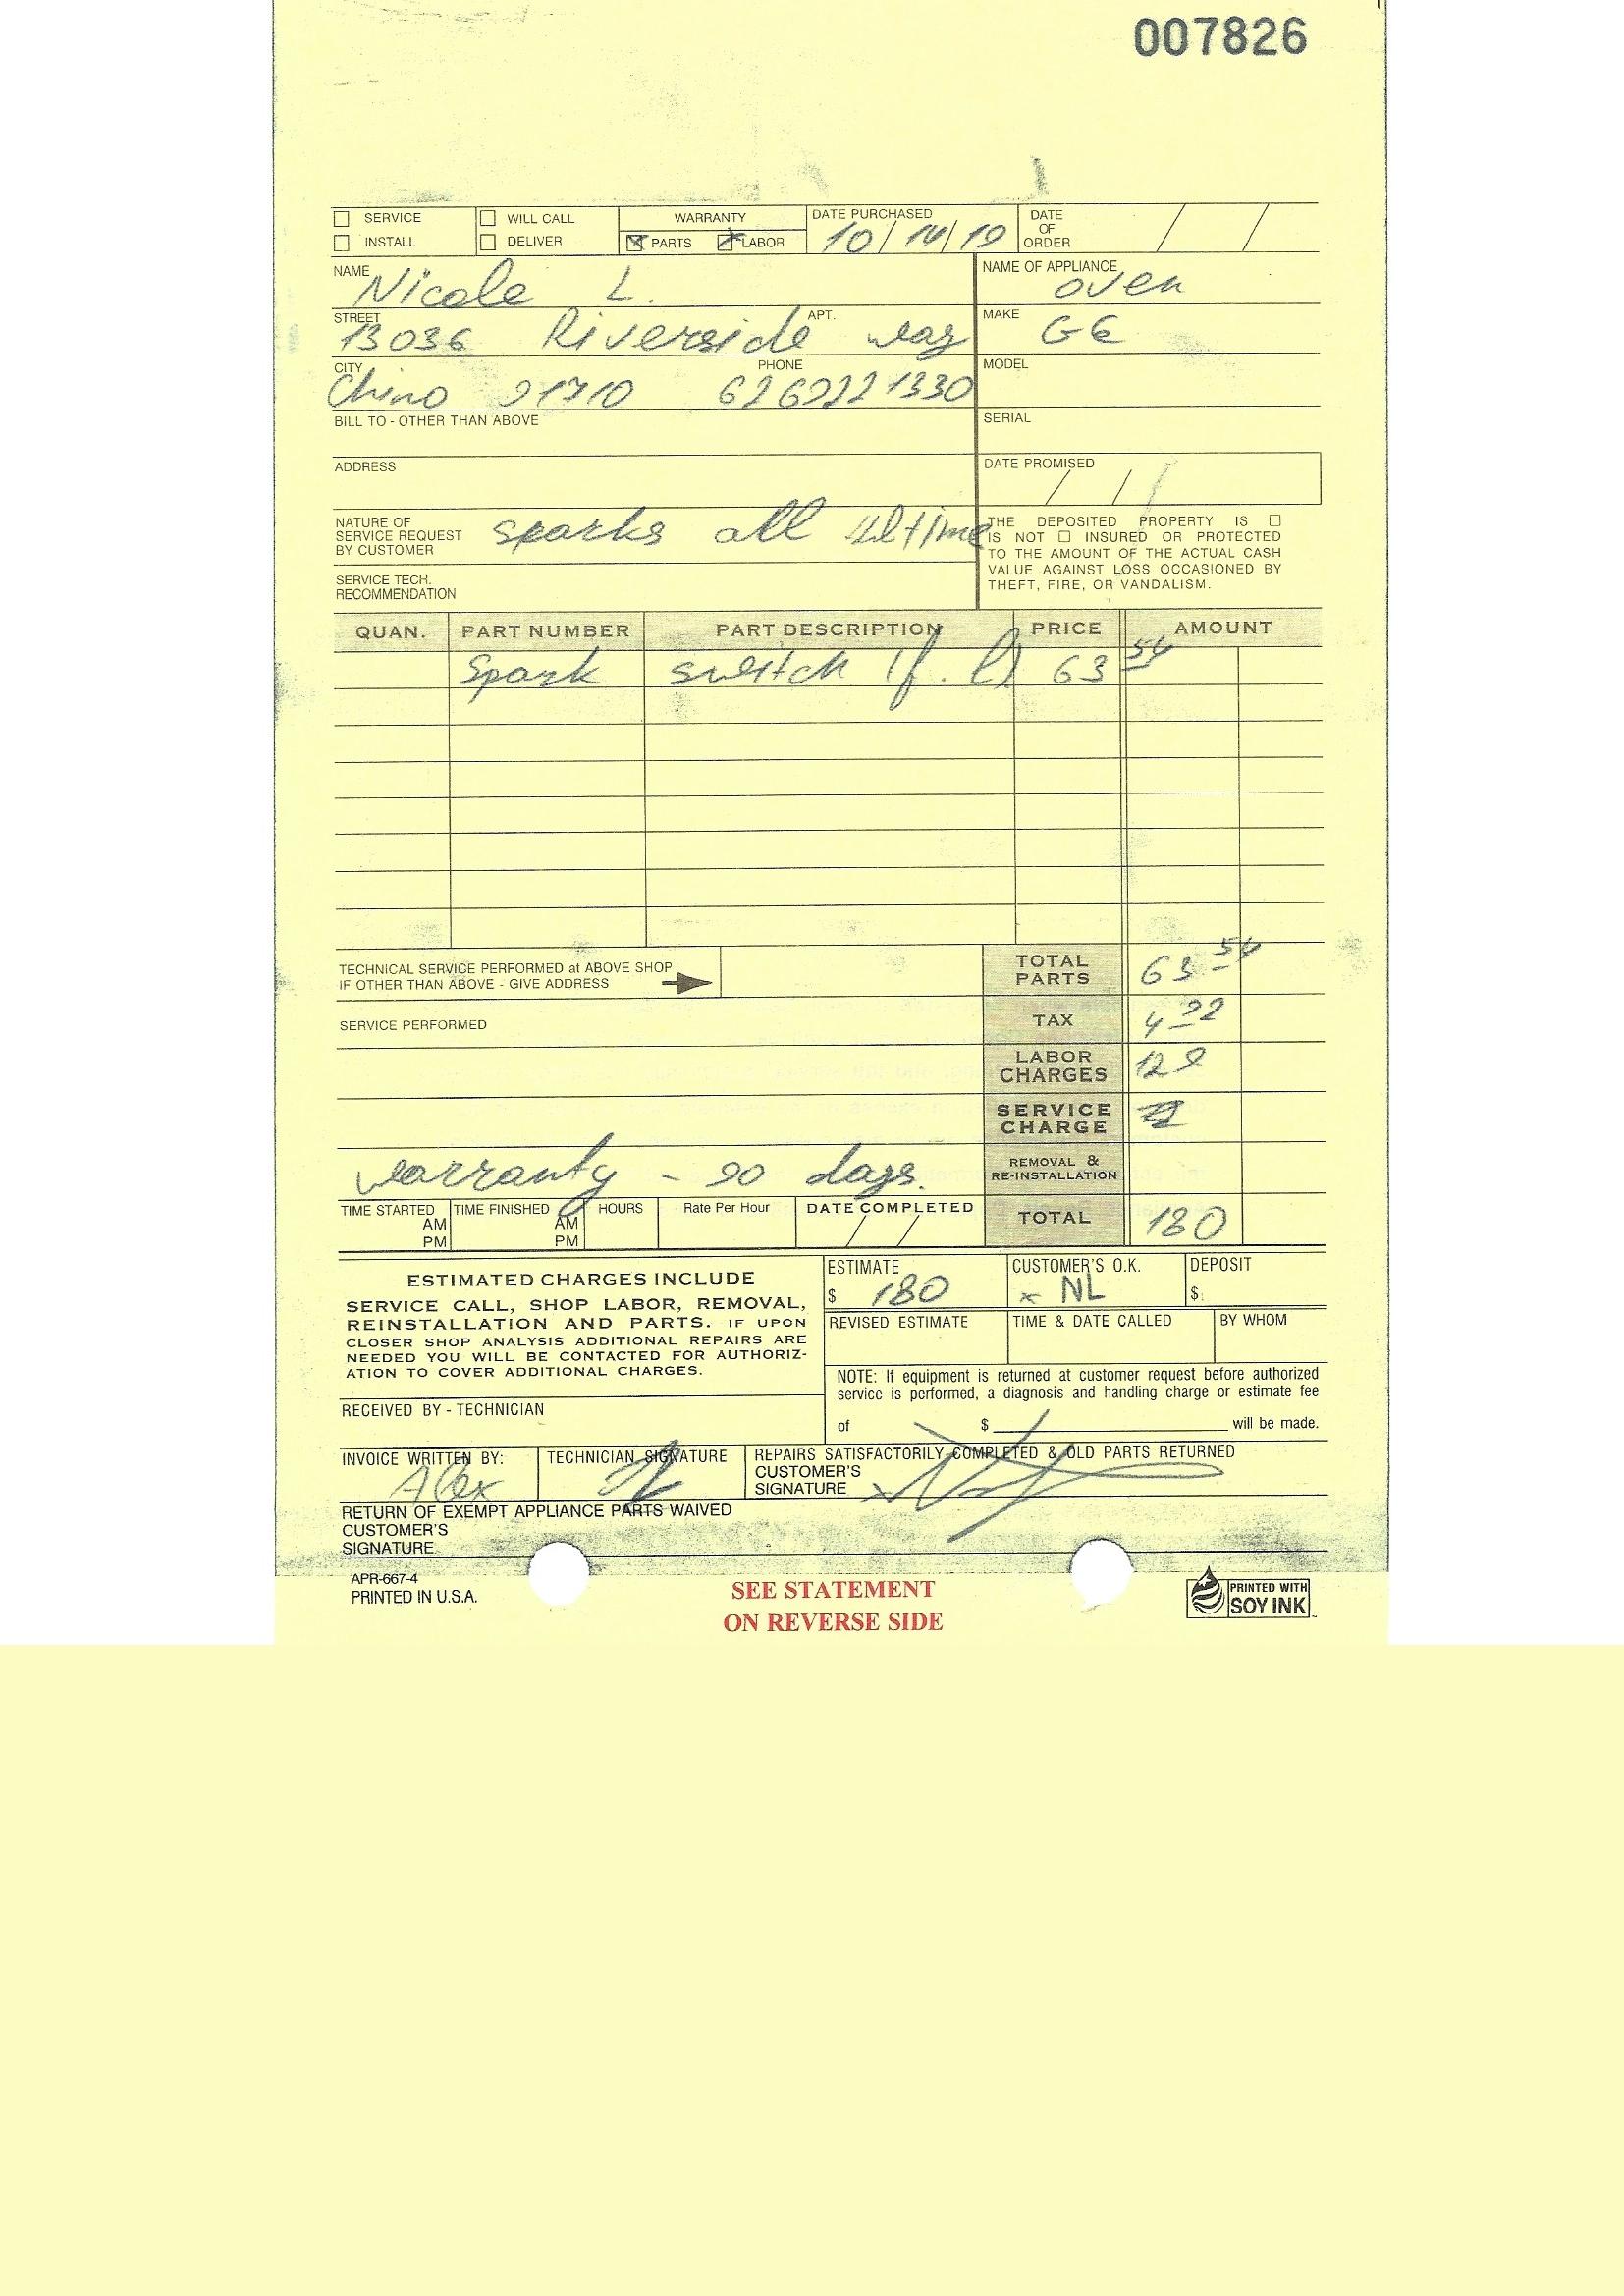 007826
SERVICE WILL CALL WARRANTY DATE PURCHASED DATE OF ORDER
INSTALL DELIVER PARTS LABOR 10/14/19 / /
NAME Nicole L. NAME OF APPLIANCE oven
STREET 13036 Riverside way APT. MAKE GE
CITY Chino 91710 PHONE 6269221330 MODEL
BILL TO - OTHER THAN ABOVE SERIAL
ADDRESS DATE PROMISED / /
NATURE OF
SERVICE REQUEST
BY CUSTOMER
sparks all time
THE DEPOSITED PROPERTY IS
IS NOT INSURED OR PROTECTED
TO THE AMOUNT OF THE ACTUAL CASH
VALUE AGAINST LOSS OCCASIONED BY
THEFT, FIRE, OR VANDALISM.
SERVICE TECH.
RECOMMENDATION
QUAN. PART NUMBER PART DESCRIPTION PRICE AMOUNT
Spark switch (f. l) 63 54
TECHNICAL SERVICE PERFORMED at ABOVE SHOP
IF OTHER THAN ABOVE - GIVE ADDRESS
TOTAL PARTS 63-54
SERVICE PERFORMED
TAX 4-
LABOR CHARGES
SERVICE CHARGE
warranty - 90 days.
REMOVAL & RE-INSTALLATION
TIME STARTED AM PM TIME FINISHED AM PM HOURS Rate Per Hour DATE COMPLETED / / TOTAL 180
ESTIMATED CHARGES INCLUDE
SERVICE CALL, SHOP LABOR, REMOVAL,
REINSTALLATION AND PARTS. IF UPON
CLOSER SHOP ANALYSIS ADDITIONAL REPAIRS ARE
NEEDED YOU WILL BE CONTACTED FOR AUTHORIZ-
ATION TO COVER ADDITIONAL CHARGES.
ESTIMATE $ 180 CUSTOMER'S O.K. x NL DEPOSIT $
REVISED ESTIMATE TIME & DATE CALLED BY WHOM
NOTE: If equipment is returned at customer request before authorized
service is performed, a diagnosis and handling charge or estimate fee
of $ will be made.
RECEIVED BY - TECHNICIAN
INVOICE WRITTEN BY: Alex TECHNICIAN SIGNATURE REPAIRS SATISFACTORILY COMPLETED & OLD PARTS RETURNED
CUSTOMER'S
SIGNATURE x
RETURN OF EXEMPT APPLIANCE PARTS WAIVED
CUSTOMER'S
SIGNATURE
APR-667-4
PRINTED IN U.S.A.
SEE STATEMENT
ON REVERSE SIDE
PRINTED WITH
SOY INK